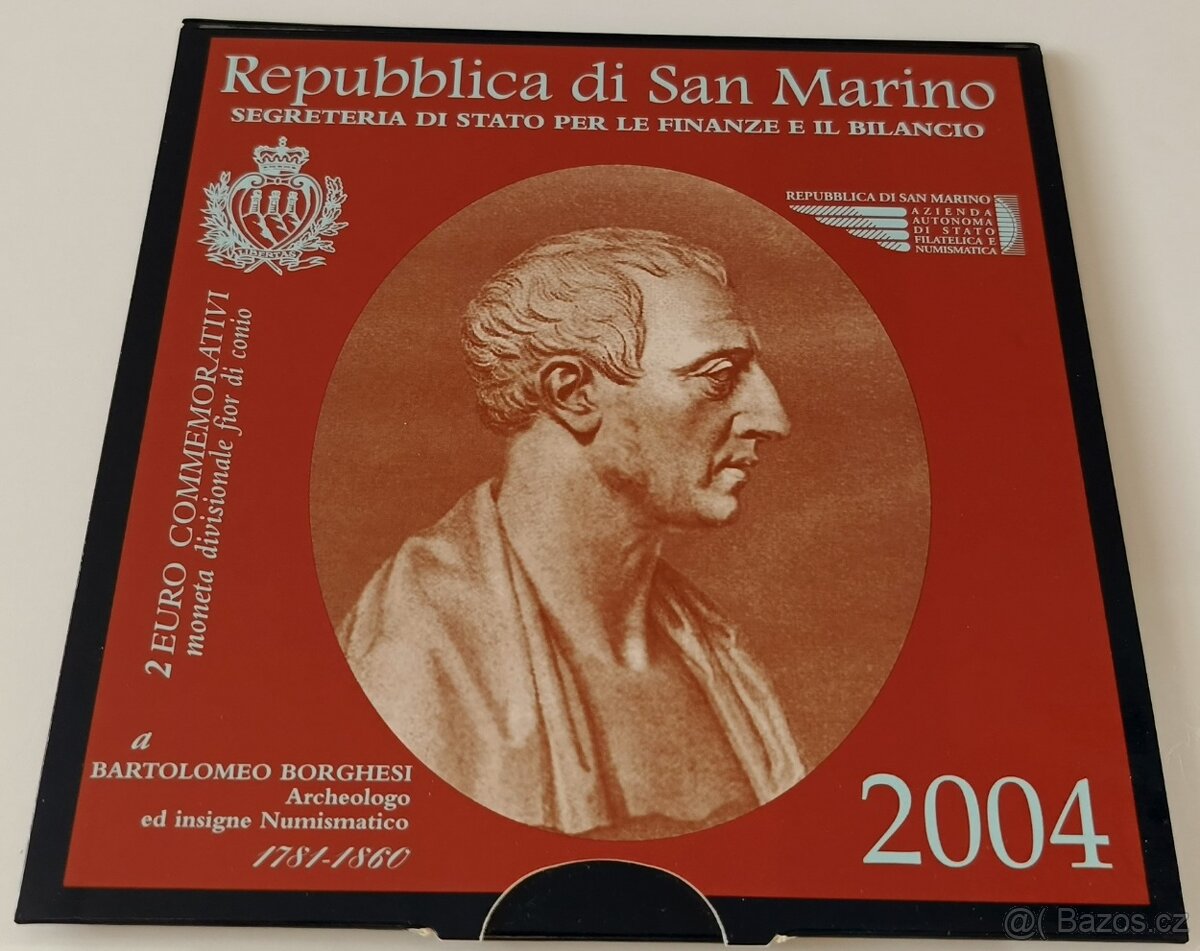 Repubblica di San Marino
SEGRETERIA DI STATO PER LE FINANZE E IL BILANCIO
LIBERTAS
REPUBBLICA DI SAN MARINO
AZIENDA
AUTONOMA
DI STATO
FILATELICA E
NUMISMATICA
2 EURO COMMEMORATIVI
moneta divisionale fior di conio
a
BARTOLOMEO BORGHESI
Archeologo
ed insigne Numismatico
1781-1860
2004
@( Bazos.cz